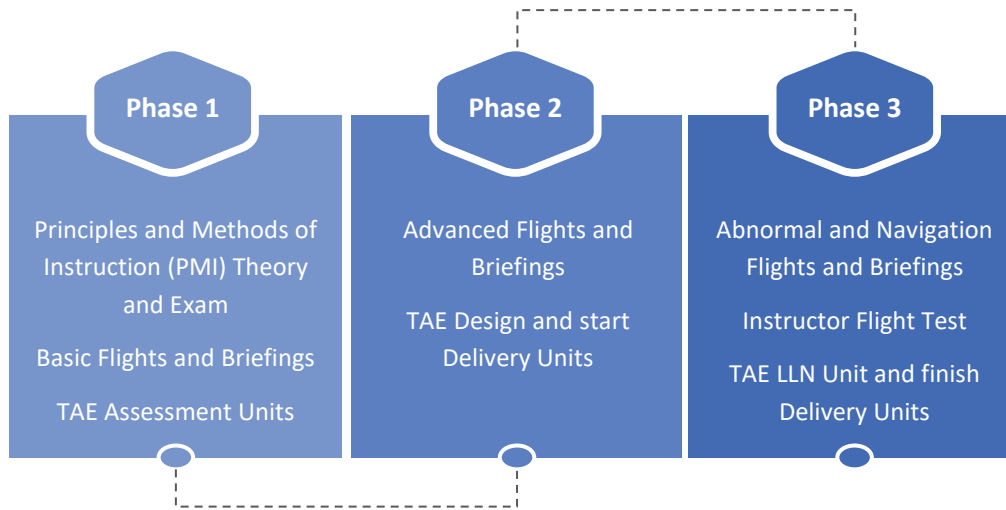 Phase 1
Principles and Methods of
Instruction (PMI) Theory
and Exam
Basic Flights and Briefings
TAE Assessment Units
Phase 2
Advanced Flights and
Briefings
TAE Design and start
Delivery Units
Phase 3
Abnormal and Navigation
Flights and Briefings
Instructor Flight Test
TAE LLN Unit and finish
Delivery Units